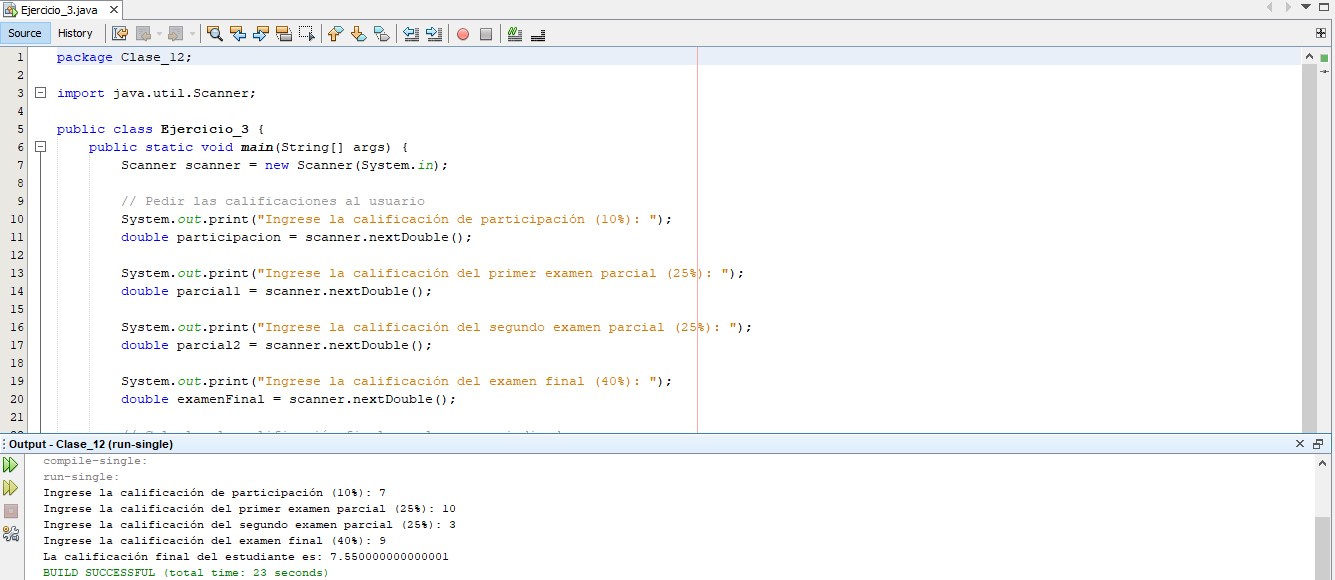 Ejercicio_3.java
Source History
1 package Clase_12;
2
3 import java.util.Scanner;
4
5 public class Ejercicio_3 {
6 public static void main(String[] args) {
7 Scanner scanner = new Scanner(System.in);
8
9 // Pedir las calificaciones al usuario
10 System.out.print("Ingrese la calificación de participación (10%): ");
11 double participacion = scanner.nextDouble();
12
13 System.out.print("Ingrese la calificación del primer examen parcial (25%): ");
14 double parcial1 = scanner.nextDouble();
15
16 System.out.print("Ingrese la calificación del segundo examen parcial (25%): ");
17 double parcial2 = scanner.nextDouble();
18
19 System.out.print("Ingrese la calificación del examen final (40%): ");
20 double examenFinal = scanner.nextDouble();
21
Output - Clase_12 (run-single)
compile-single:
run-single:
Ingrese la calificación de participación (10%): 7
Ingrese la calificación del primer examen parcial (25%): 10
Ingrese la calificación del segundo examen parcial (25%): 3
Ingrese la calificación del examen final (40%): 9
La calificación final del estudiante es: 7.550000000000001
BUILD SUCCESSFUL (total time: 23 seconds)